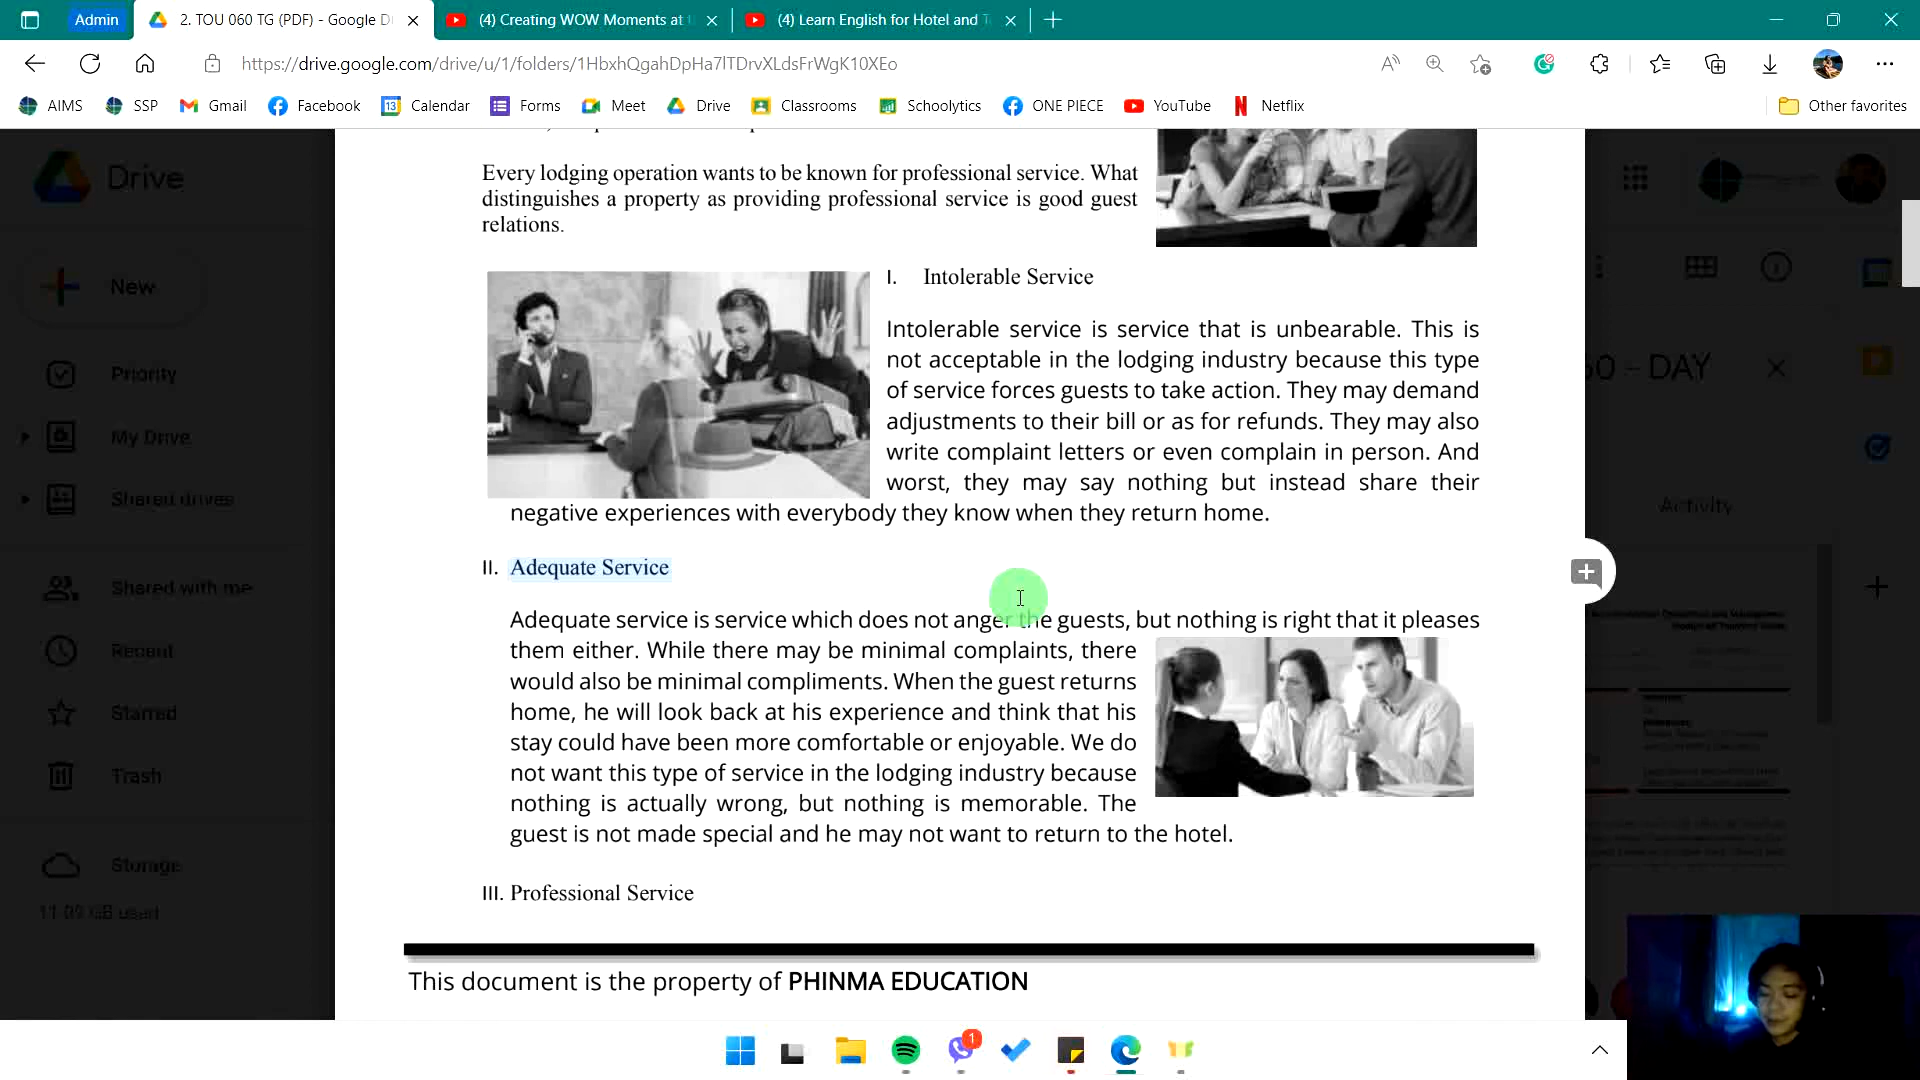 Admin
2. TOU 060 TG (PDF) - Google D
(4) Creating WOW Moments at
(4) Learn English for Hotel and T
https://drive.google.com/drive/u/1/folders/1HbxhQgahDpHa7lTDrvXLdsFrWgK10XEo
AIMS SSP Gmail Facebook Calendar Forms Meet Drive Classrooms Schoolytics ONE PIECE YouTube Netflix Other favorites
Drive
New
Priority
My Drive
Shared drives
Shared with me
Recent
Starred
Trash
Storage
- DAY
Activity
Every lodging operation wants to be known for professional service. What
distinguishes a property as providing professional service is good guest
relations.
I. Intolerable Service
Intolerable service is service that is unbearable. This is
not acceptable in the lodging industry because this type
of service forces guests to take action. They may demand
adjustments to their bill or as for refunds. They may also
write complaint letters or even complain in person. And
worst, they may say nothing but instead share their
negative experiences with everybody they know when they return home.
II. Adequate Service
Adequate service is service which does not anger the guests, but nothing is right that it pleases
them either. While there may be minimal complaints, there
would also be minimal compliments. When the guest returns
home, he will look back at his experience and think that his
stay could have been more comfortable or enjoyable. We do
not want this type of service in the lodging industry because
nothing is actually wrong, but nothing is memorable. The
guest is not made special and he may not want to return to the hotel.
III. Professional Service
This document is the property of PHINMA EDUCATION
1